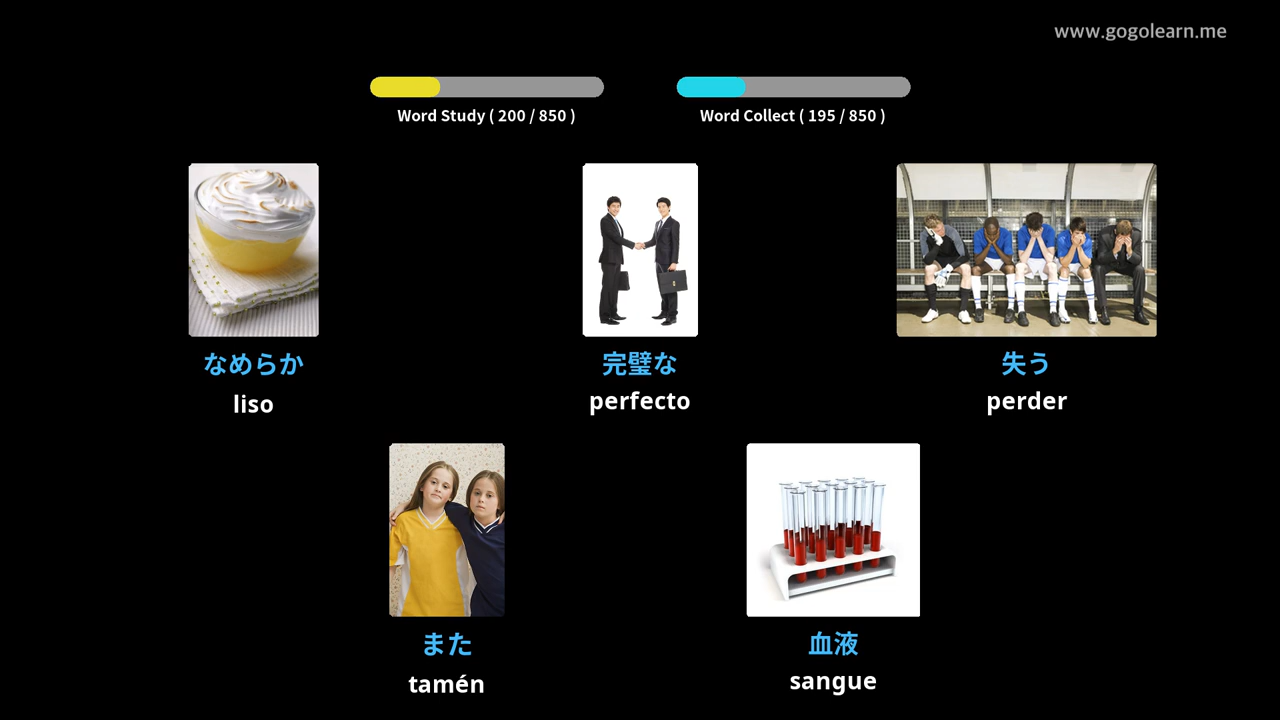 www.gogolearn.me
Word Study ( 200 / 850 )
Word Collect ( 195 / 850 )
なめらか
liso
完璧な
perfecto
失う
perder
また
tamén
血液
sangue